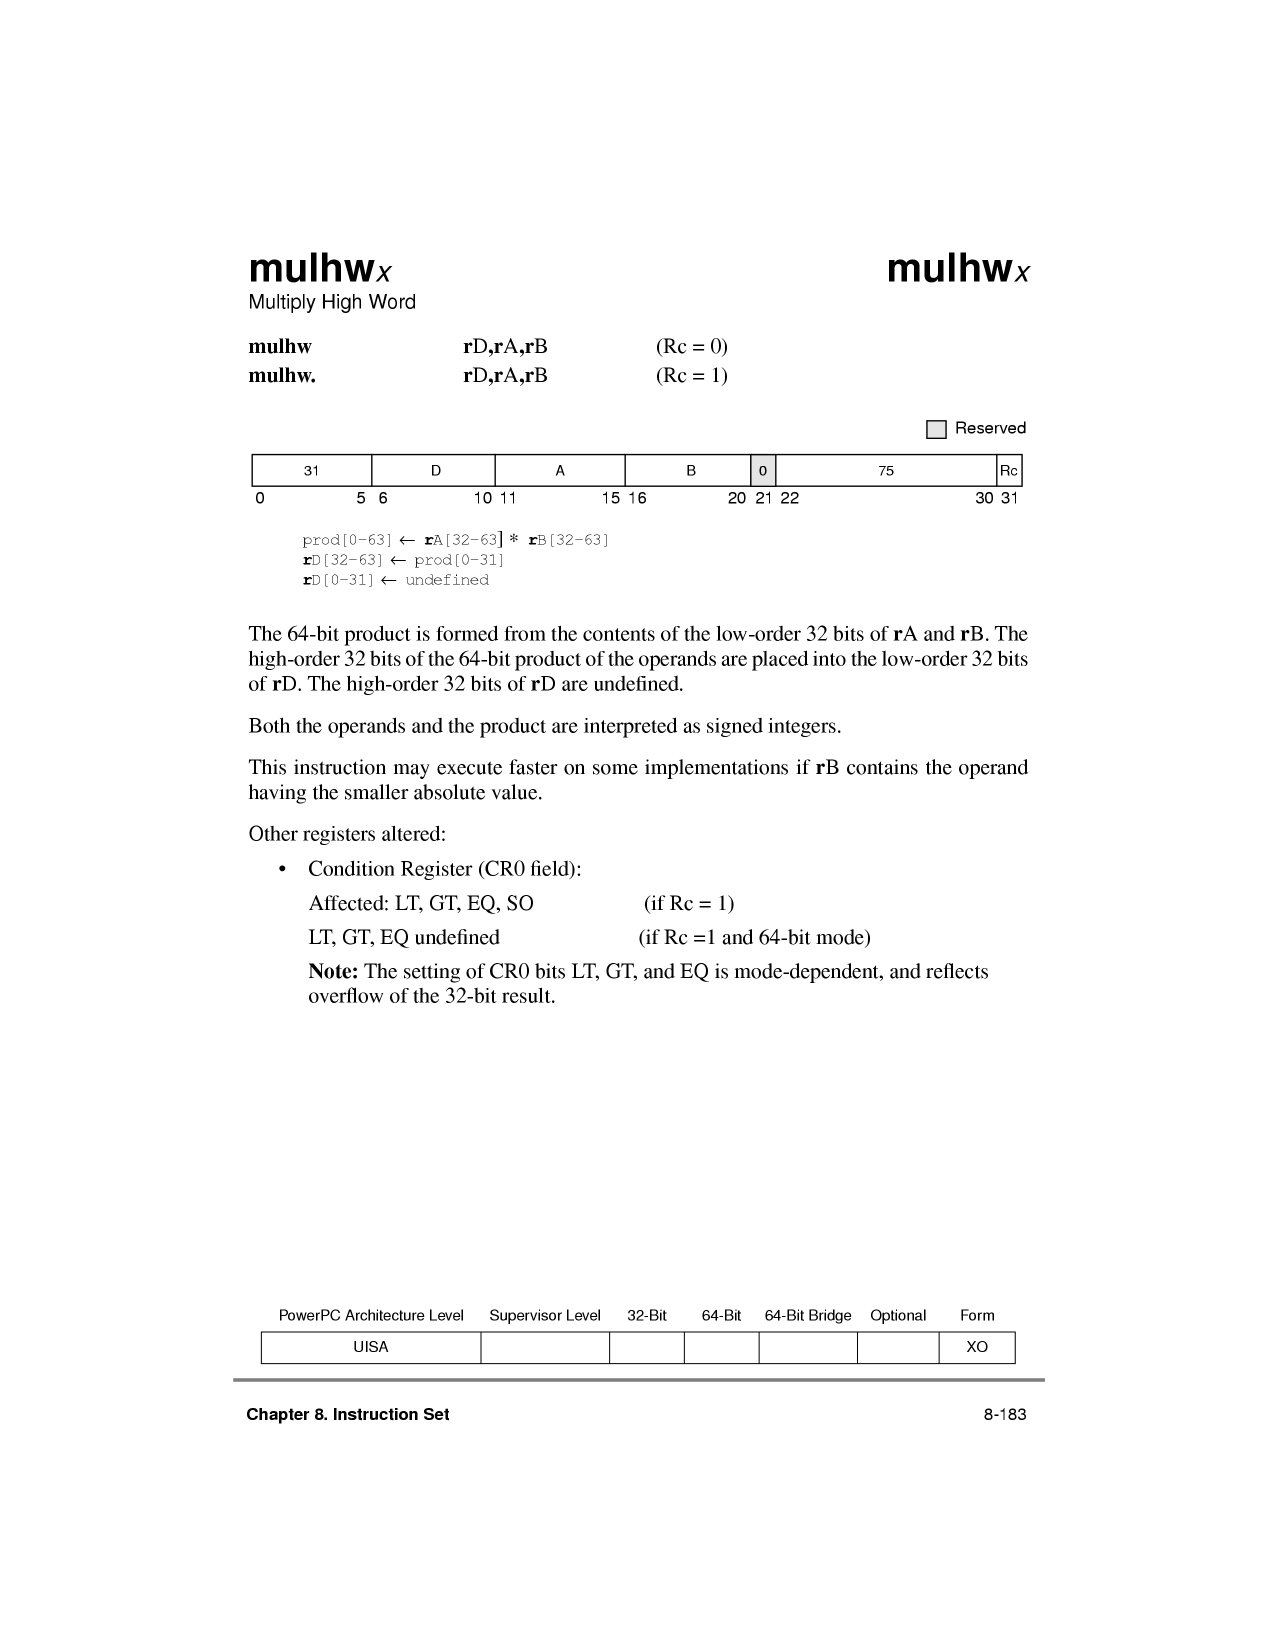 mulhwx mulhwx
Multiply High Word
mulhw rD,rA,rB (Rc = 0)
mulhw. rD,rA,rB (Rc = 1)
Reserved
31 D A B 0 75 Rc
0 5 6 10 11 15 16 20 21 22 30 31
prod[0–63] ← rA[32–63] * rB[32–63]
rD[32–63] ← prod[0–31]
rD[0–31] ← undefined
The 64-bit product is formed from the contents of the low-order 32 bits of rA and rB. The
high-order 32 bits of the 64-bit product of the operands are placed into the low-order 32 bits
of rD. The high-order 32 bits of rD are undefined.
Both the operands and the product are interpreted as signed integers.
This instruction may execute faster on some implementations if rB contains the operand
having the smaller absolute value.
Other registers altered:
• Condition Register (CR0 field):
Affected: LT, GT, EQ, SO (if Rc = 1)
LT, GT, EQ undefined (if Rc =1 and 64-bit mode)
Note: The setting of CR0 bits LT, GT, and EQ is mode-dependent, and reflects
overflow of the 32-bit result.
PowerPC Architecture Level Supervisor Level 32-Bit 64-Bit 64-Bit Bridge Optional Form
UISA XO
Chapter 8. Instruction Set 8-183